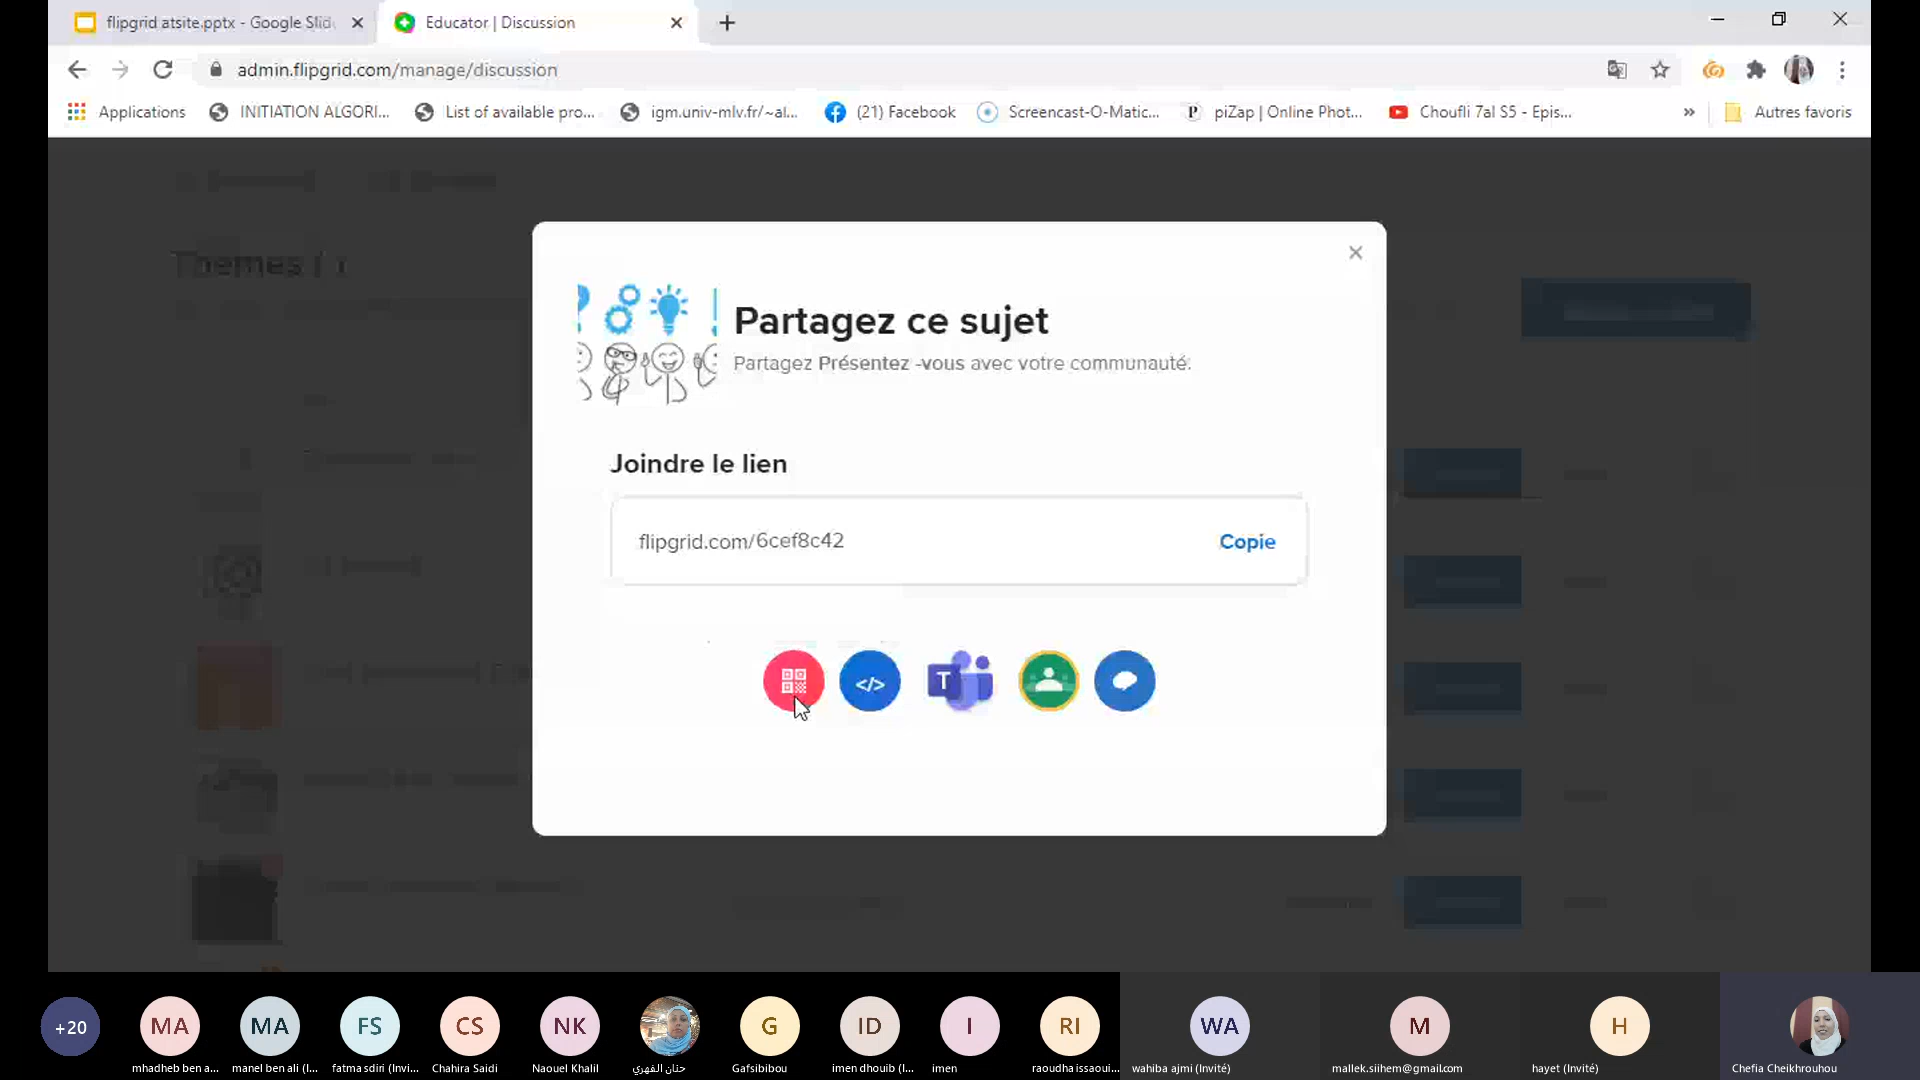 flipgrid atsite.pptx - Google Slid
Educator | Discussion
admin.flipgrid.com/manage/discussion
Applications
INITIATION ALGORI...
List of available pro...
igm.univ-mlv.fr/~al...
(21) Facebook
Screencast-O-Matic...
piZap | Online Phot...
Choufli 7al S5 - Epis...
»
Autres favoris
Partagez ce sujet
Partagez Présentez -vous avec votre communauté.
Joindre le lien
flipgrid.com/6cef8c42
Copie
</>
T
+20
MA
MA
FS
CS
NK
G
ID
I
RI
WA
M
H
mhadheb ben a...
manel ben ali (I...
fatma sdiri (Invi...
Chahira Saidi
Naouel Khalil
حنان الفهري
Gafsibibou
imen dhouib (I...
imen
raoudha issaoui...
wahiba ajmi (Invité)
mallek.siihem@gmail.com
hayet (Invité)
Chefia Cheikhrouhou